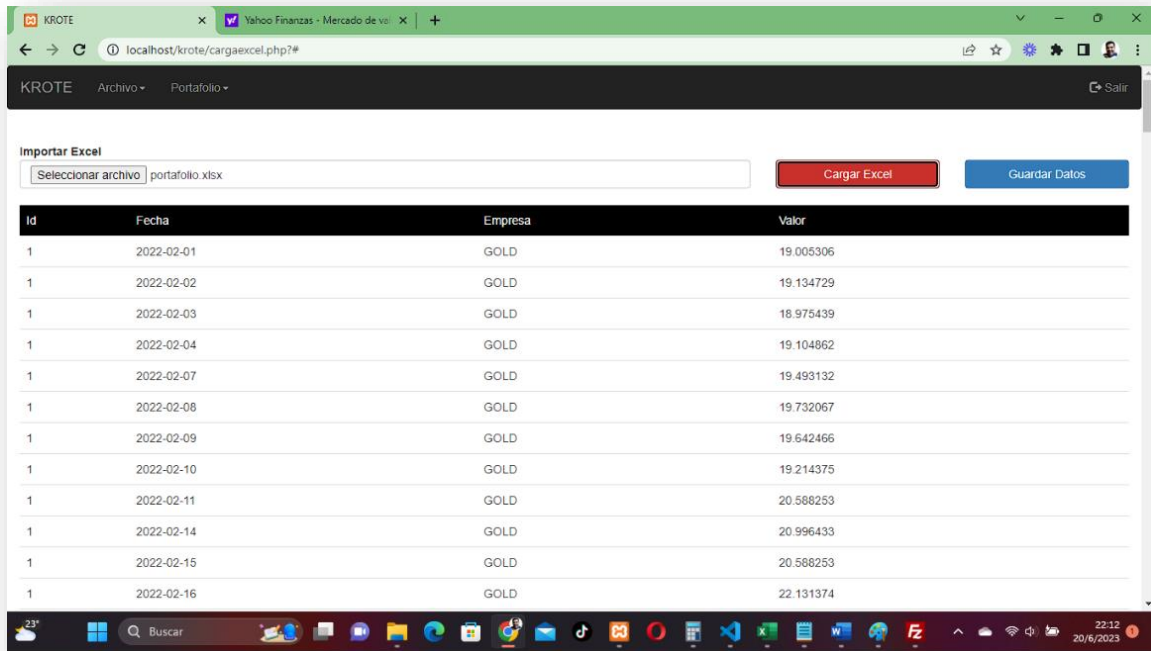 KROTE
Yahoo Finanzas - Mercado de va
localhost/krote/cargaexcel.php?#
KROTE Archivo Portafolio Salir
Importar Excel
Seleccionar archivo portafolio.xlsx Cargar Excel Guardar Datos
Id Fecha Empresa Valor
1 2022-02-01 GOLD 19.005306
1 2022-02-02 GOLD 19.134729
1 2022-02-03 GOLD 18.975439
1 2022-02-04 GOLD 19.104862
1 2022-02-07 GOLD 19.493132
1 2022-02-08 GOLD 19.732067
1 2022-02-09 GOLD 19.642466
1 2022-02-10 GOLD 19.214375
1 2022-02-11 GOLD 20.588253
1 2022-02-14 GOLD 20.996433
1 2022-02-15 GOLD 20.588253
1 2022-02-16 GOLD 22.131374
23° Buscar 22:12
20/6/2023 1